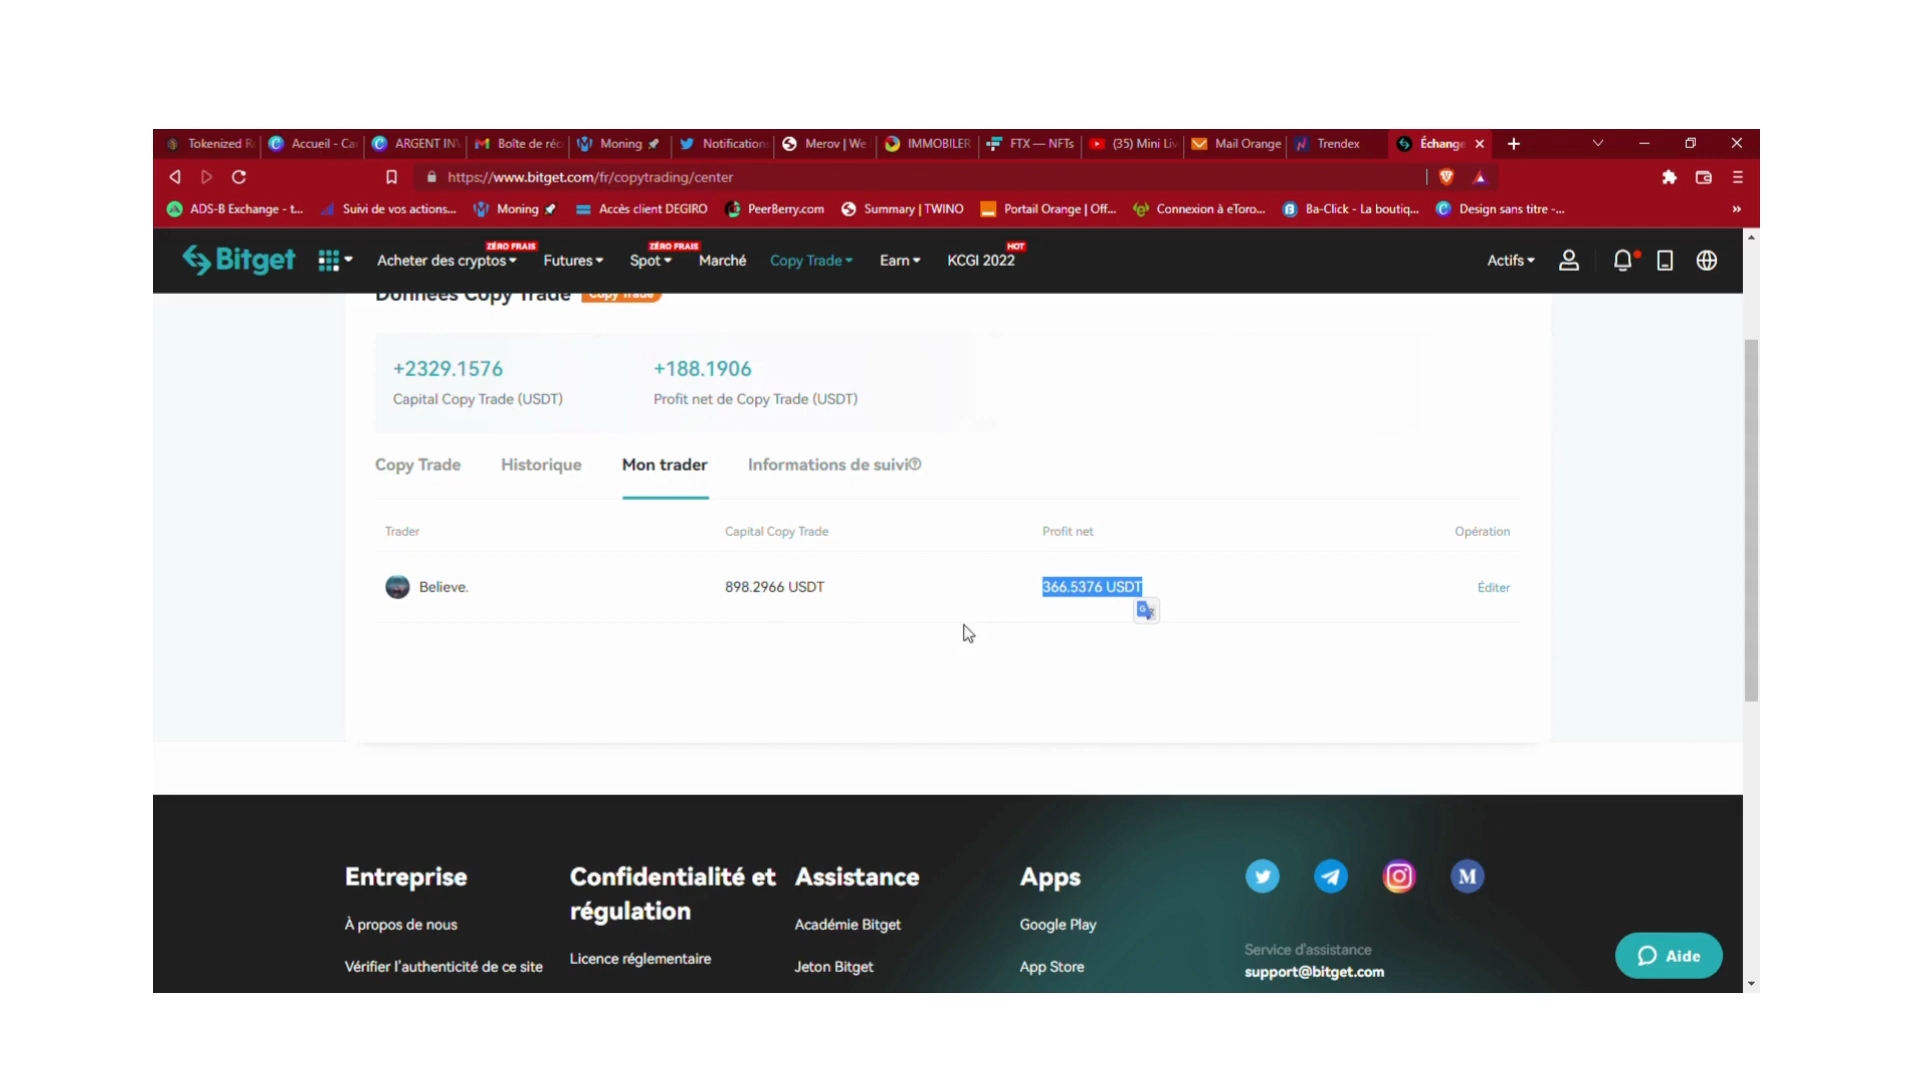 Tokenized R
Accueil - Ca
ARGENT IN
Boîte de réc
Moning
Notification
Merov | We
IMMOBILER
FTX — NFTs
(35) Mini Liv
Mail Orange
Trendex
Échange
https://www.bitget.com/fr/copytrading/center
ADS-B Exchange - t...
Suivi de vos actions...
Moning
Accès client DEGIRO
PeerBerry.com
Summary | TWINO
Portail Orange | Off...
Connexion à eToro...
Ba-Click - La boutiq...
Design sans titre -...
»
Bitget
Acheter des cryptos
ZÉRO FRAIS
Futures
Spot
ZÉRO FRAIS
Marché
Copy Trade
Earn
KCGI 2022
HOT
Actifs
Données Copy Trade
Copy Trade
+2329.1576
+188.1906
Capital Copy Trade (USDT)
Profit net de Copy Trade (USDT)
Copy Trade
Historique
Mon trader
Informations de suivi
Trader
Capital Copy Trade
Profit net
Opération
Believe.
898.2966 USDT
366.5376 USDT
Éditer
Entreprise
À propos de nous
Vérifier l'authenticité de ce site
Confidentialité et
régulation
Licence réglementaire
Assistance
Académie Bitget
Jeton Bitget
Apps
Google Play
App Store
Service d'assistance
support@bitget.com
Aide